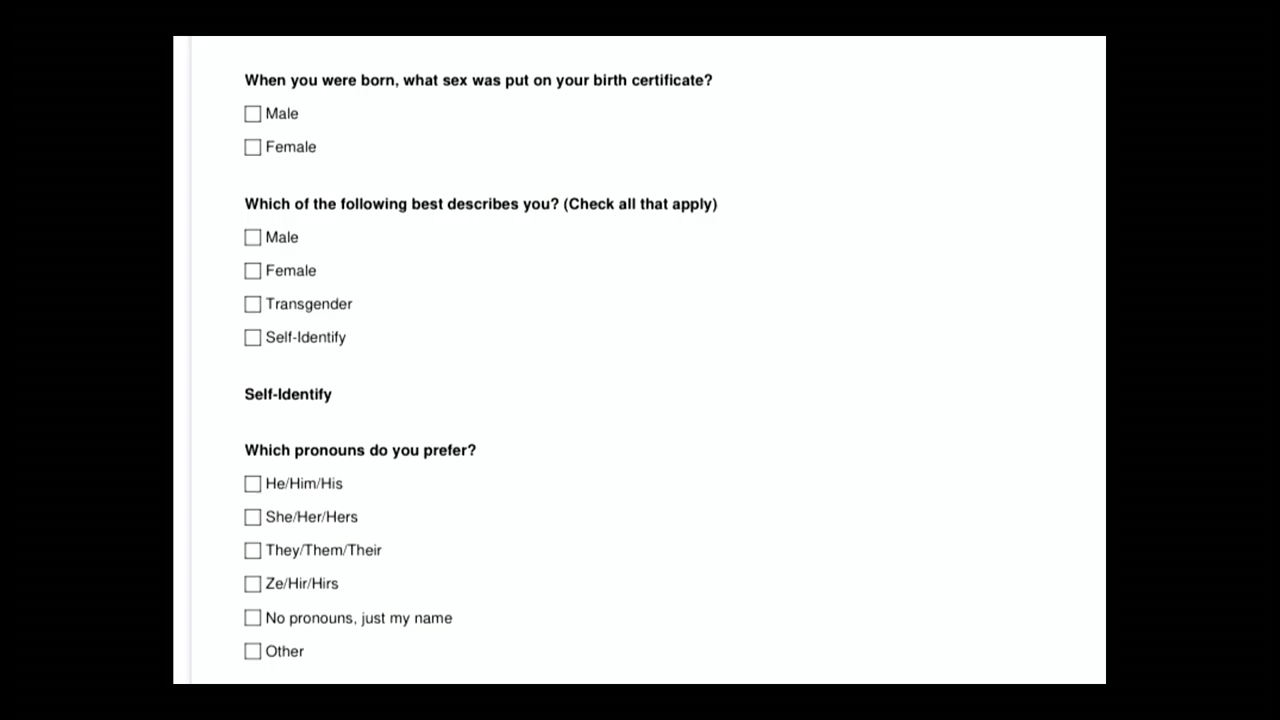 When you were born, what sex was put on your birth certificate?
Male
Female
Which of the following best describes you? (Check all that apply)
Male
Female
Transgender
Self-Identify
Self-Identify
Which pronouns do you prefer?
He/Him/His
She/Her/Hers
They/Them/Their
Ze/Hir/Hirs
No pronouns, just my name
Other